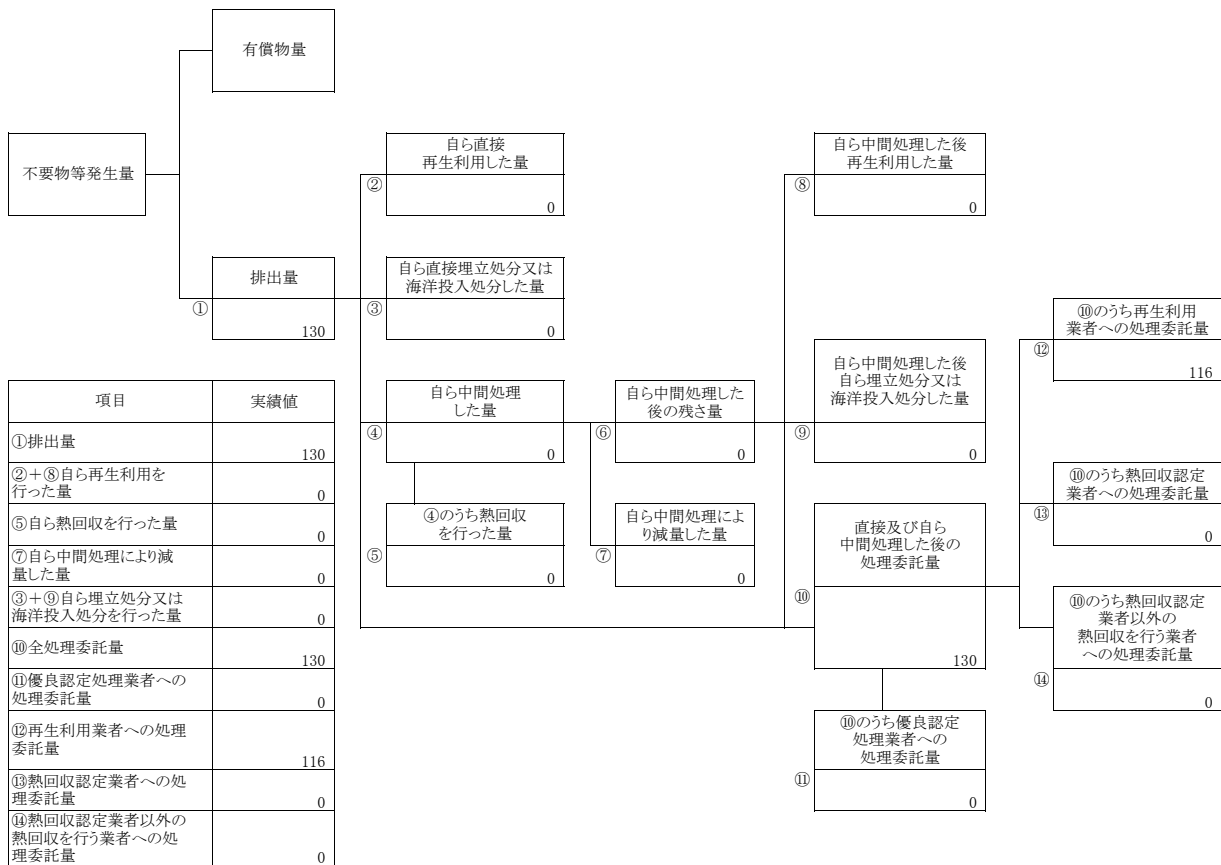 有償物量
不要物等発生量
排出量
①
130
自ら直接
再生利用した量
②
0
自ら直接埋立処分又は
海洋投入処分した量
③
0
自ら中間処理
した量
④
0
④のうち熱回収
を行った量
⑤
0
自ら中間処理した
後の残さ量
⑥
0
自ら中間処理によ
り減量した量
⑦
0
自ら中間処理した後
再生利用した量
⑧
0
自ら中間処理した後
自ら埋立処分又は
海洋投入処分した量
⑨
0
直接及び自ら
中間処理した後の
処理委託量
⑩
130
⑩のうち優良認定
処理業者への
処理委託量
⑪
0
⑩のうち再生利用
業者への処理委託量
⑫
116
⑩のうち熱回収認定
業者への処理委託量
⑬
0
⑩のうち熱回収認定
業者以外の
熱回収を行う業者
への処理委託量
⑭
0
項目 実績値
①排出量
130
②+⑧自ら再生利用を
行った量 0
⑤自ら熱回収を行った量
0
⑦自ら中間処理により減
量した量 0
③+⑨自ら埋立処分又は
海洋投入処分を行った量 0
⑩全処理委託量
130
⑪優良認定処理業者への
処理委託量 0
⑫再生利用業者への処理
委託量
116
⑬熱回収認定業者への処
理委託量 0
⑭熱回収認定業者以外の
熱回収を行う業者への処
理委託量 0